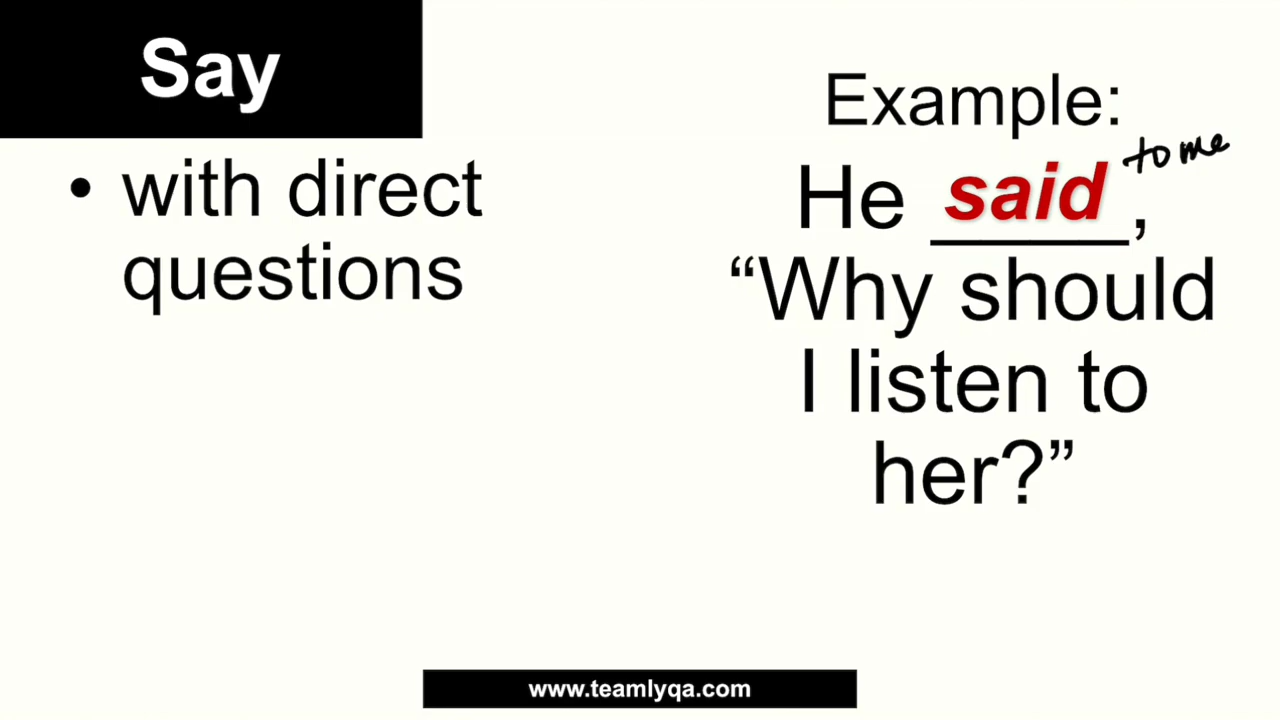 Say
• with direct
questions
Example:
to me
He said,
“Why should
I listen to
her?”
www.teamlyqa.com